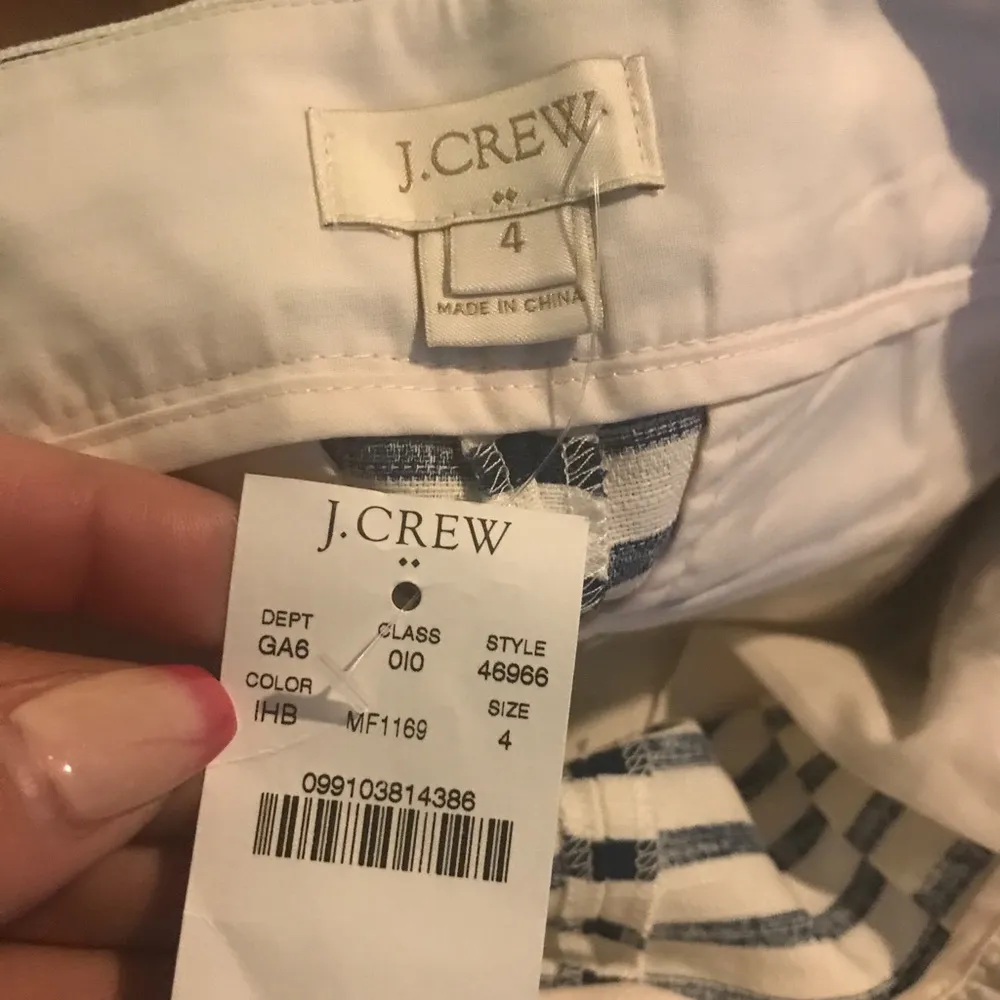 J.CREW
4
MADE IN CHINA
J.CREW
DEPT CLASS STYLE
GA6 010 46966
COLOR SIZE
IHB MF1169 4
099103814386